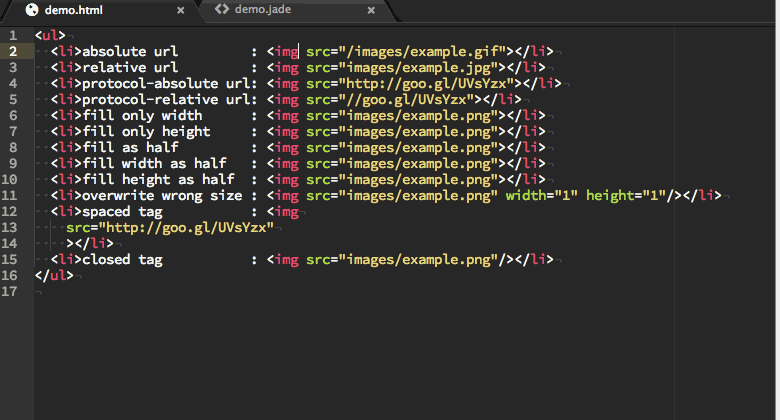 demo.html × <> demo.jade ×
1 <ul>
2 <li>absolute url : <img src="/images/example.gif"></li>
3 <li>relative url : <img src="images/example.jpg"></li>
4 <li>protocol-absolute url: <img src="http://goo.gl/UVsYzx"></li>
5 <li>protocol-relative url: <img src="//goo.gl/UVsYzx"></li>
6 <li>fill only width : <img src="images/example.png"></li>
7 <li>fill only height : <img src="images/example.png"></li>
8 <li>fill as half : <img src="images/example.png"></li>
9 <li>fill width as half : <img src="images/example.png"></li>
10 <li>fill height as half : <img src="images/example.png"></li>
11 <li>overwrite wrong size : <img src="images/example.png" width="1" height="1"/></li>
12 <li>spaced tag : <img
13 src="http://goo.gl/UVsYzx"
14 ></li>
15 <li>closed tag : <img src="images/example.png"/></li>
16 </ul>
17